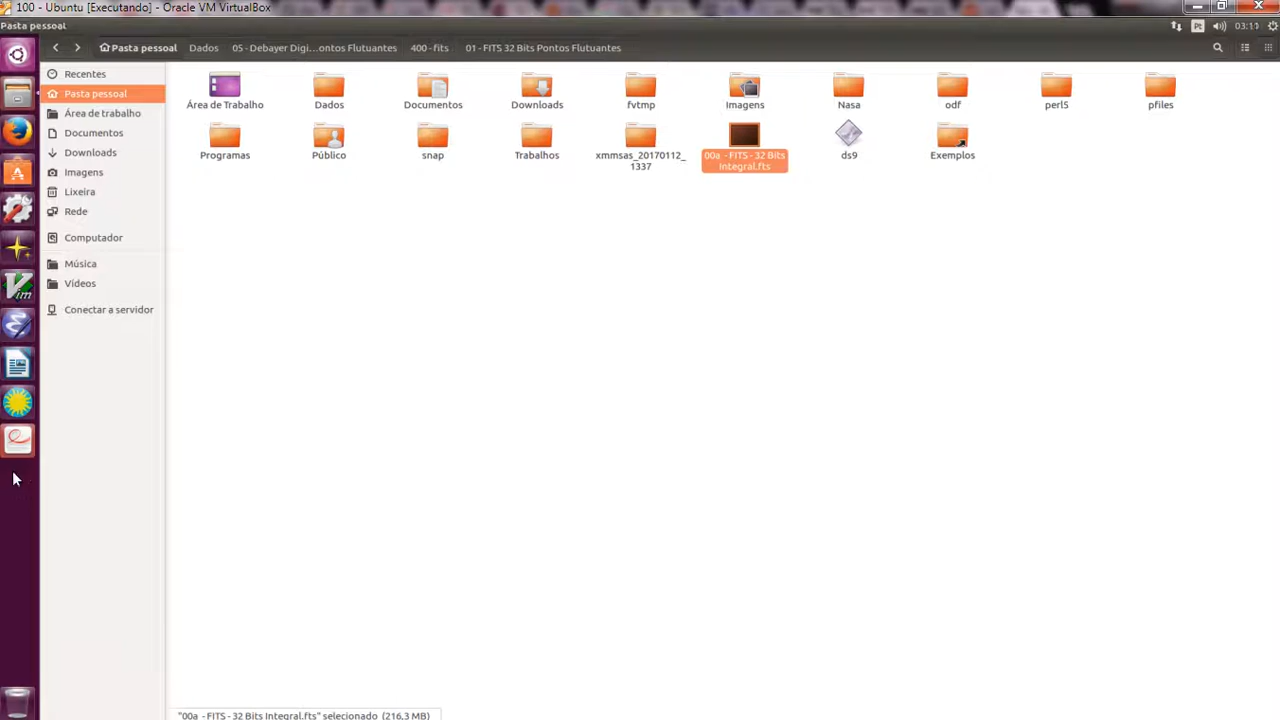 100 - Ubuntu [Executando] - Oracle VM VirtualBox
Pasta pessoal
Pt
03:11
Pasta pessoal
Dados
05 - Debayer Digi…ontos Flutuantes
400 - fits
01 - FITS 32 Bits Pontos Flutuantes
Recentes
Pasta pessoal
Área de trabalho
Documentos
Downloads
Imagens
Lixeira
Rede
Computador
Música
Vídeos
Conectar a servidor
Área de Trabalho
Dados
Documentos
Downloads
fvtmp
Imagens
Nasa
odf
perl5
pfiles
Programas
Público
snap
Trabalhos
xmmsas_20170112_
1337
00a - FITS - 32 Bits
Integral.fts
ds9
Exemplos
Vim
"00a - FITS - 32 Bits Integral.fts" selecionado (216,3 MB)